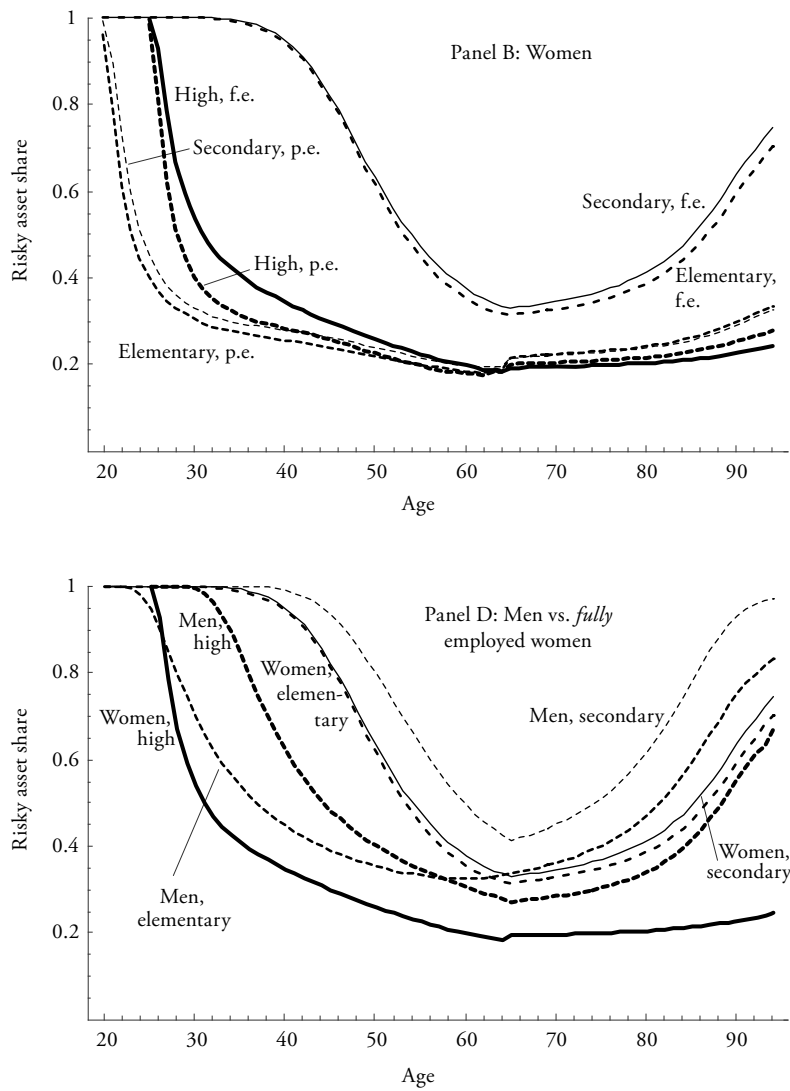 Panel B: Women
1
0.8
0.6
0.4
0.2
Risky asset share
High, f.e.
Secondary, p.e.
High, p.e.
Elementary, p.e.
Secondary, f.e.
Elementary,
f.e.
20 30 40 50 60 70 80 90
Age
Panel D: Men vs. fully
employed women
1
0.8
0.6
0.4
0.2
Risky asset share
Men,
high
Women,
elemen-
tary
Women,
high
Men, secondary
Men,
elementary
Women,
secondary
20 30 40 50 60 70 80 90
Age